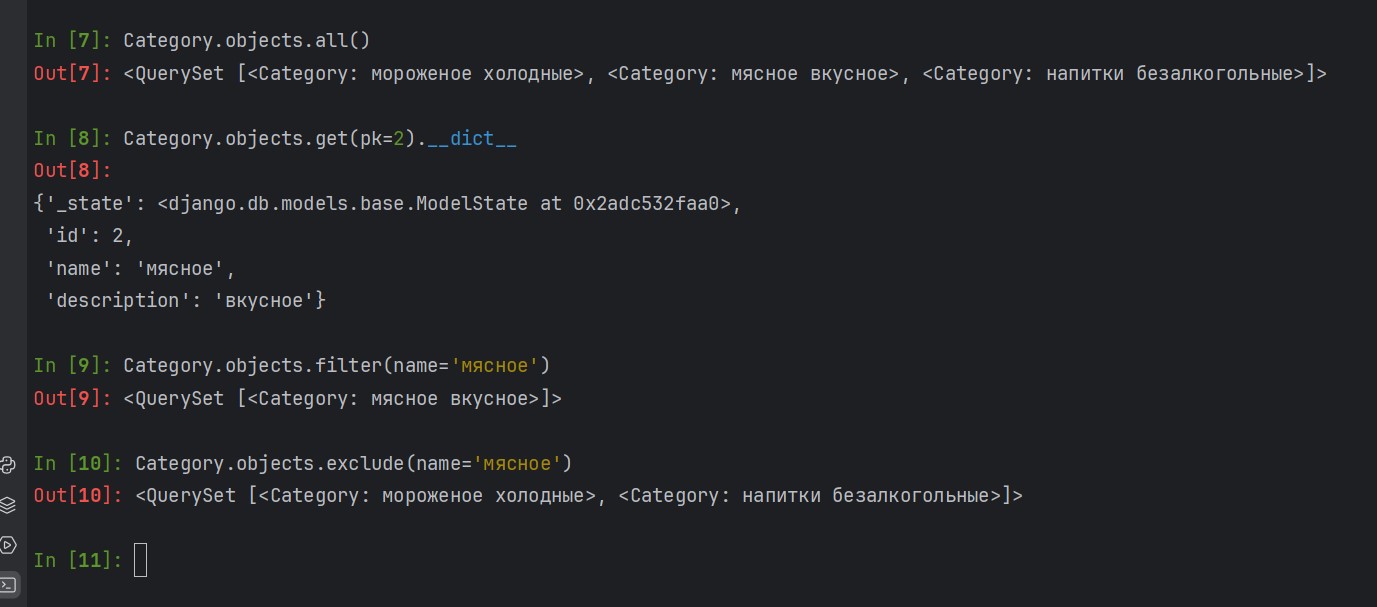 In [7]: Category.objects.all()
Out[7]: <QuerySet [<Category: мороженое холодные>, <Category: мясное вкусное>, <Category: напитки безалкогольные>]>
In [8]: Category.objects.get(pk=2).__dict__
Out[8]:
{'_state': <django.db.models.base.ModelState at 0x2adc532faa0>,
 'id': 2,
 'name': 'мясное',
 'description': 'вкусное'}
In [9]: Category.objects.filter(name='мясное')
Out[9]: <QuerySet [<Category: мясное вкусное>]>
In [10]: Category.objects.exclude(name='мясное')
Out[10]: <QuerySet [<Category: мороженое холодные>, <Category: напитки безалкогольные>]>
In [11]: